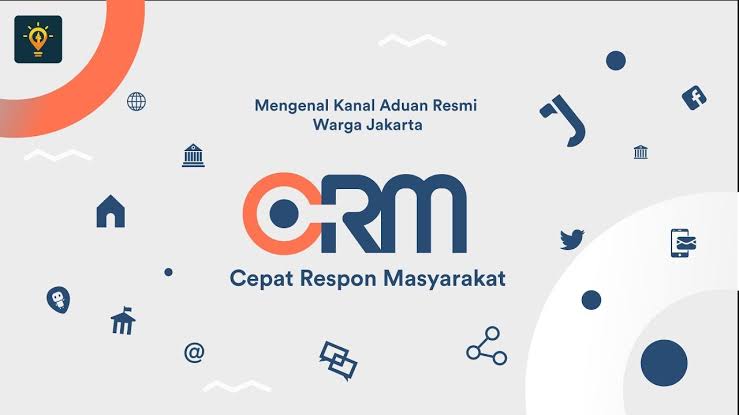 Mengenal Kanal Aduan Resmi
Warga Jakarta
CRM
Cepat Respon Masyarakat
@